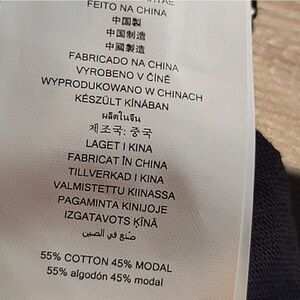 FEITO NA CHINA
中国製
中国制造
中國製造
FABRICADO NA CHINA
VYROBENO V ČÍNĚ
WYPRODUKOWANO W CHINACH
KÉSZÜLT KÍNÁBAN
ผลิตในจีน
제조국: 중국
LAGET I KINA
FABRICAT ÎN CHINA
TILLVERKAD I KINA
VALMISTETTU KIINASSA
PAGAMINTA KINIJOJE
IZGATAVOTS ĶĪNĀ
صنع في الصين
55% COTTON 45% MODAL
55% algodón 45% modal